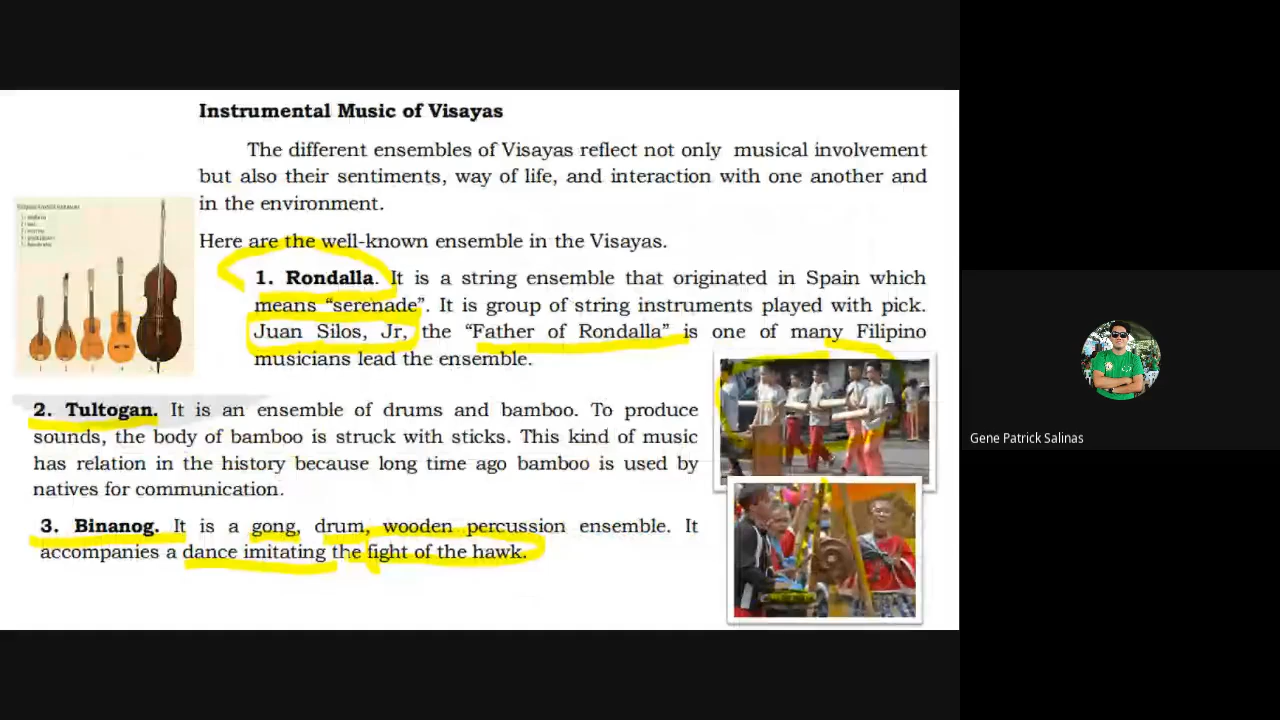 Instrumental Music of Visayas
The different ensembles of Visayas reflect not only musical involvement
but also their sentiments, way of life, and interaction with one another and
in the environment.
Here are the well-known ensemble in the Visayas.
1. Rondalla. It is a string ensemble that originated in Spain which
means “serenade”. It is group of string instruments played with pick.
Juan Silos, Jr, the “Father of Rondalla” is one of many Filipino
musicians lead the ensemble.
1 2 3 4 5
2. Tultogan. It is an ensemble of drums and bamboo. To produce
sounds, the body of bamboo is struck with sticks. This kind of music
has relation in the history because long time ago bamboo is used by
natives for communication.
3. Binanog. It is a gong, drum, wooden percussion ensemble. It
accompanies a dance imitating the fight of the hawk.
Gene Patrick Salinas